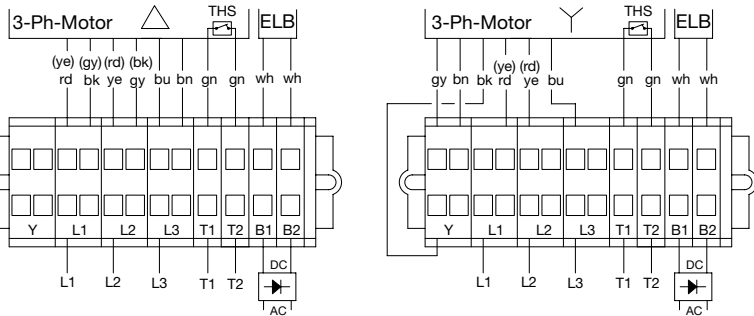 3-Ph-Motor THS ELB
(ye) (gy) (rd) (bk)
rd bk ye gy bu bn gn gn wh wh
Y L1 L2 L3 T1 T2 B1 B2
L1 L2 L3 T1 T2
DC
AC
3-Ph-Motor THS ELB
(ye) (rd)
gy bn bk rd ye bu gn gn wh wh
Y L1 L2 L3 T1 T2 B1 B2
L1 L2 L3 T1 T2
DC
AC